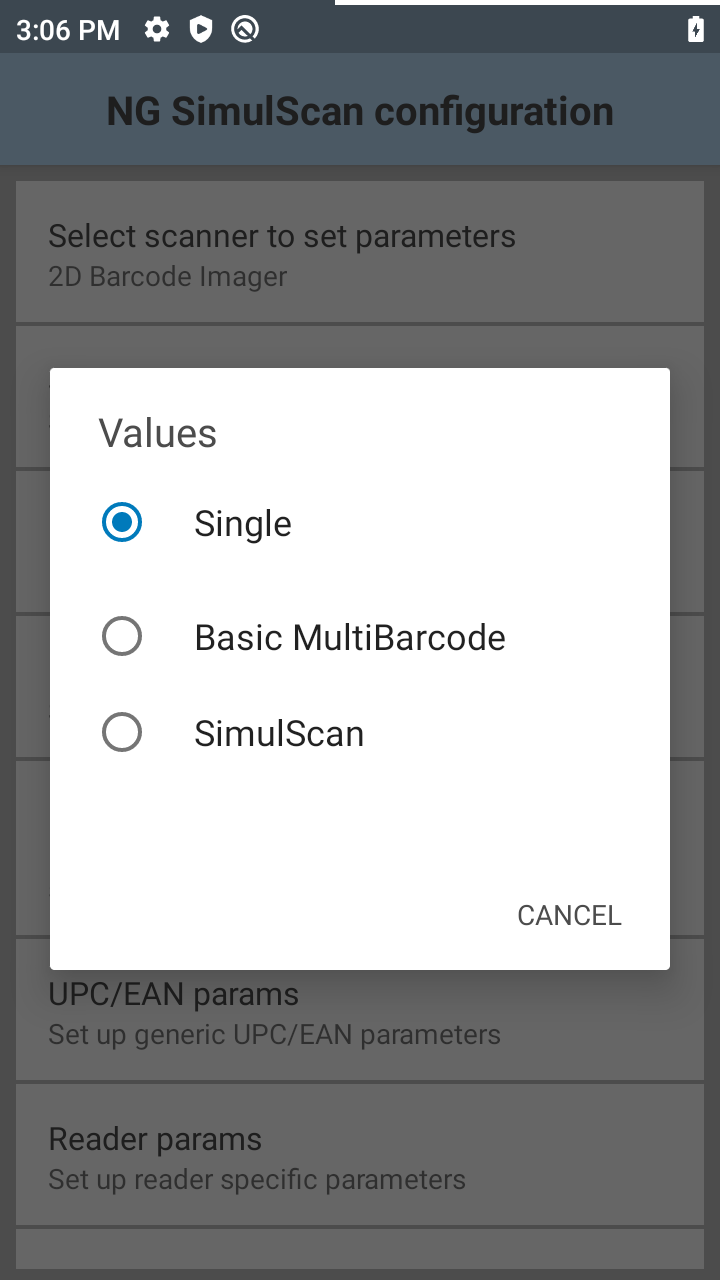 3:06 PM
NG SimulScan configuration
Select scanner to set parameters
2D Barcode Imager
Values
Single
Basic MultiBarcode
SimulScan
CANCEL
UPC/EAN params
Set up generic UPC/EAN parameters
Reader params
Set up reader specific parameters